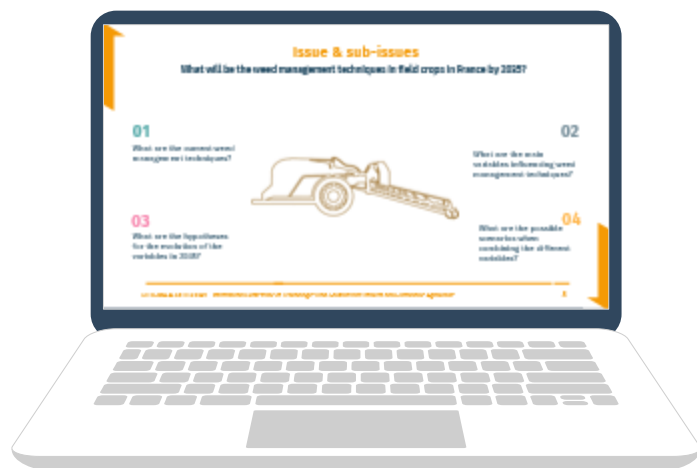 Issue & sub-issues
What will be the weed management techniques in field crops in France by 2035?
01
What are the current weed
management techniques?
02
What are the main
variables influencing weed
management techniques?
03
What are the hypotheses
for the evolution of the
variables in 2035?
04
What are the possible
scenarios when
combining the different
variables?